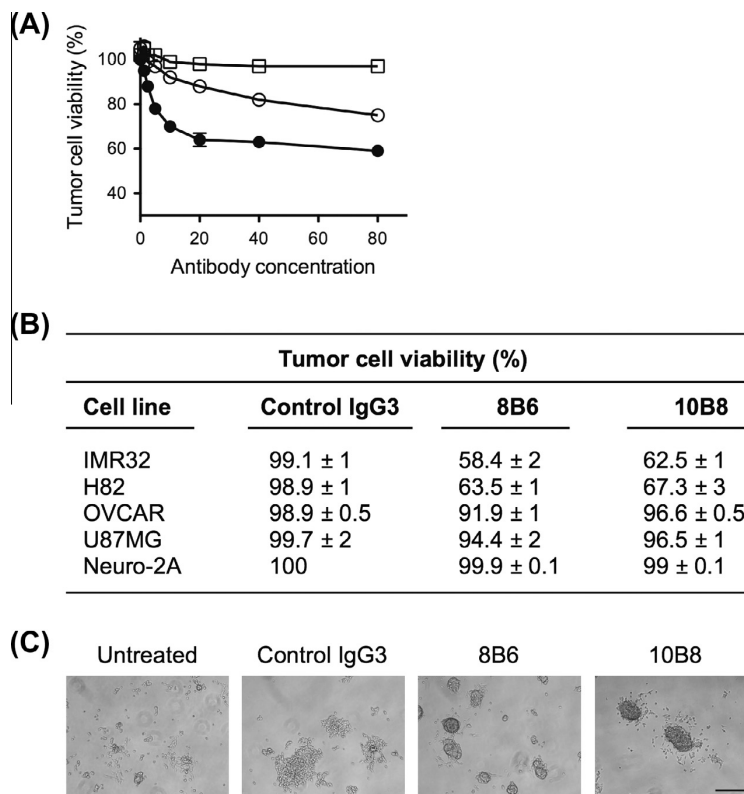 (A)
Tumor cell viability (%)
100
80
60
40
0 20 40 60 80
Antibody concentration
(B)
Tumor cell viability (%)
Cell line Control IgG3 8B6 10B8
IMR32 99.1 ± 1 58.4 ± 2 62.5 ± 1
H82 98.9 ± 1 63.5 ± 1 67.3 ± 3
OVCAR 98.9 ± 0.5 91.9 ± 1 96.6 ± 0.5
U87MG 99.7 ± 2 94.4 ± 2 96.5 ± 1
Neuro-2A 100 99.9 ± 0.1 99 ± 0.1
(C)
Untreated Control IgG3 8B6 10B8